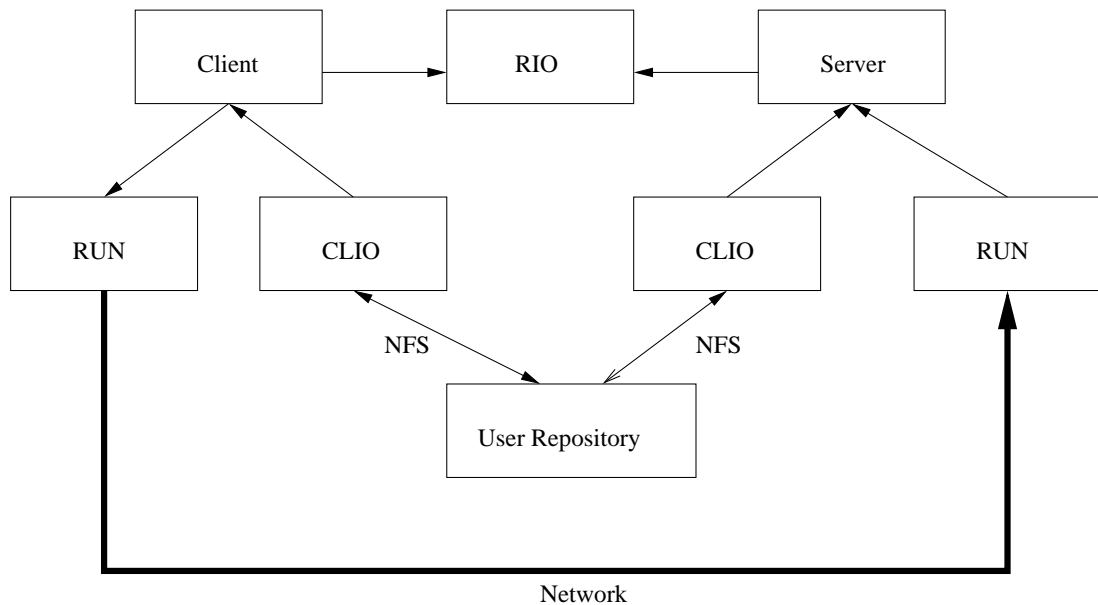 Client
RIO
Server
RUN
CLIO
CLIO
RUN
NFS
NFS
User Repository
Network